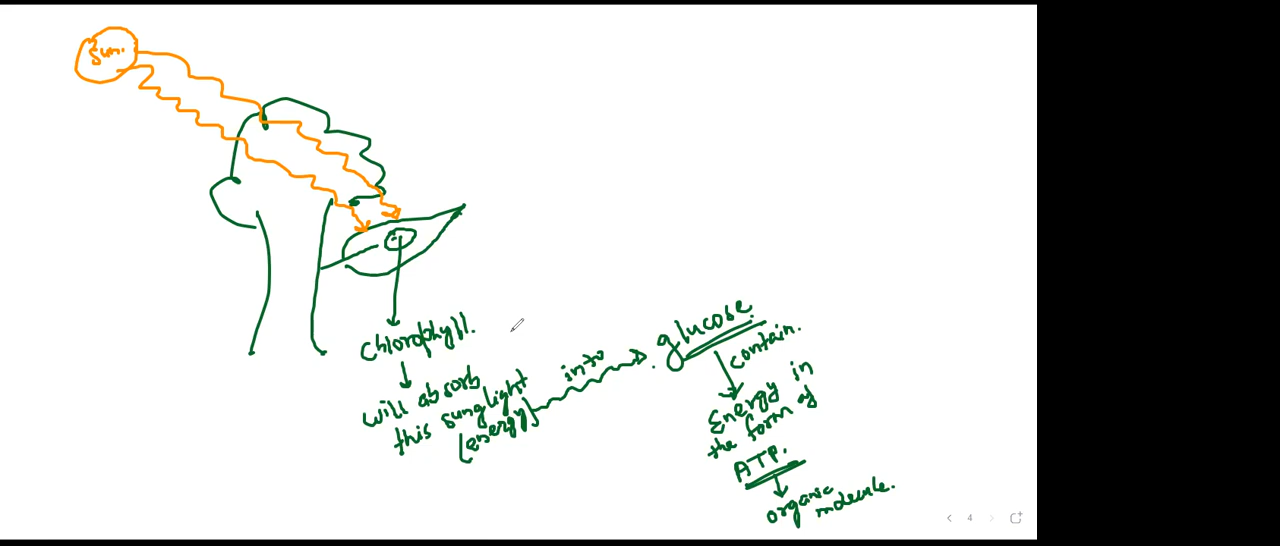 Sun.
chlorophyll.
will absorb
this sunlight
(energy)
into
glucose.
contain.
Energy in
the form of
ATP.
organic
molecule.
4